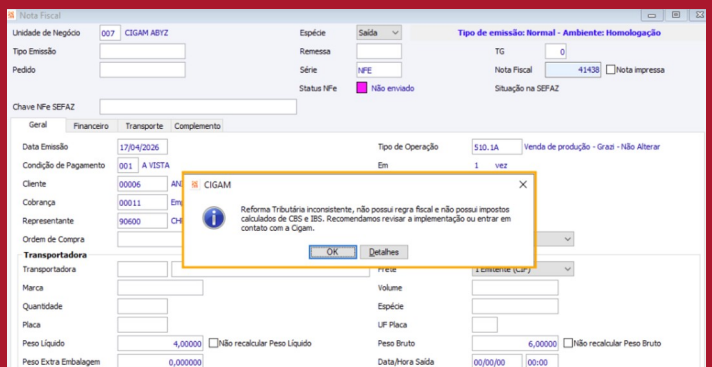 Nota Fiscal
Unidade de Negócio 007 CIGAM ABYZ Espécie Saída Tipo de emissão: Normal - Ambiente: Homologação
Tipo Emissão Remessa TG 0
Pedido Série NFE Nota Fiscal 41438 Nota impressa
Status NFe Não enviado Situação na SEFAZ
Chave NFe SEFAZ
Geral Financeiro Transporte Complemento
Data Emissão 17/04/2026 Tipo de Operação 510.1A Venda de produção - Grazi - Não Alterar
Condição de Pagamento 001 A VISTA Em 1 vez
Cliente 00006
CIGAM
Cobrança 00011
Reforma Tributária inconsistente, não possui regra fiscal e não possui impostos
calculados de CBS e IBS. Recomendamos revisar a implementação ou entrar em
contato com a Cigam.
Representante 90600
Ordem de Compra
OK Detalhes
Transportadora
Transportadora Frete 1 Emitente (CIF)
Marca Volume
Quantidade Espécie
Placa UF Placa
Peso Líquido 4,00000 Não recalcular Peso Líquido Peso Bruto 6,00000 Não recalcular Peso Bruto
Peso Extra Embalagem 0,000000 Data/Hora Saída 00/00/00 00:00